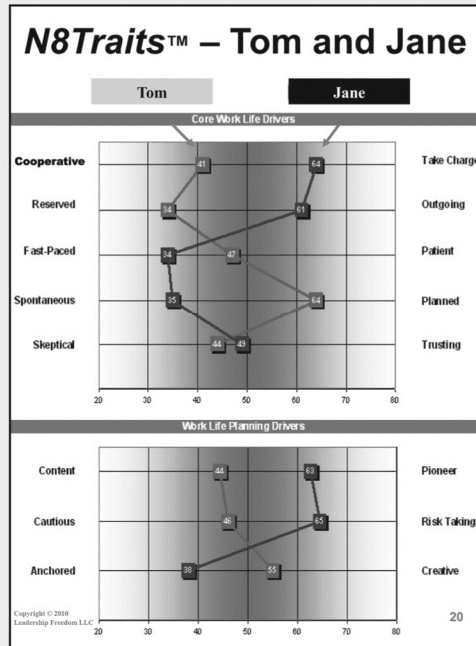 N8Traits™ – Tom and Jane
Tom Jane
Core Work Life Drivers
Cooperative 41 64 Take Charge
Reserved 34 61 Outgoing
Fast-Paced 34 47 Patient
Spontaneous 35 64 Planned
Skeptical 44 49 Trusting
20 30 40 50 60 70 80
Work Life Planning Drivers
Content 44 63 Pioneer
Cautious 46 65 Risk Taking
Anchored 38 55 Creative
Copyright © 2010
Leadership Freedom LLC 20
20 30 40 50 60 70 80